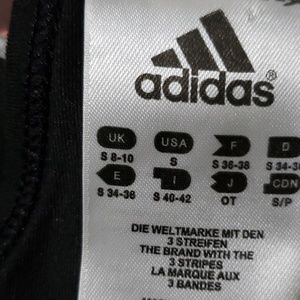 adidas®
UK USA F D
S 8-10 S S 36-38 S 34-36
E I J CDN
S 34-36 S 40-42 OT S/P
DIE WELTMARKE MIT DEN
3 STREIFEN
THE BRAND WITH THE
3 STRIPES
LA MARQUE AUX
3 BANDES